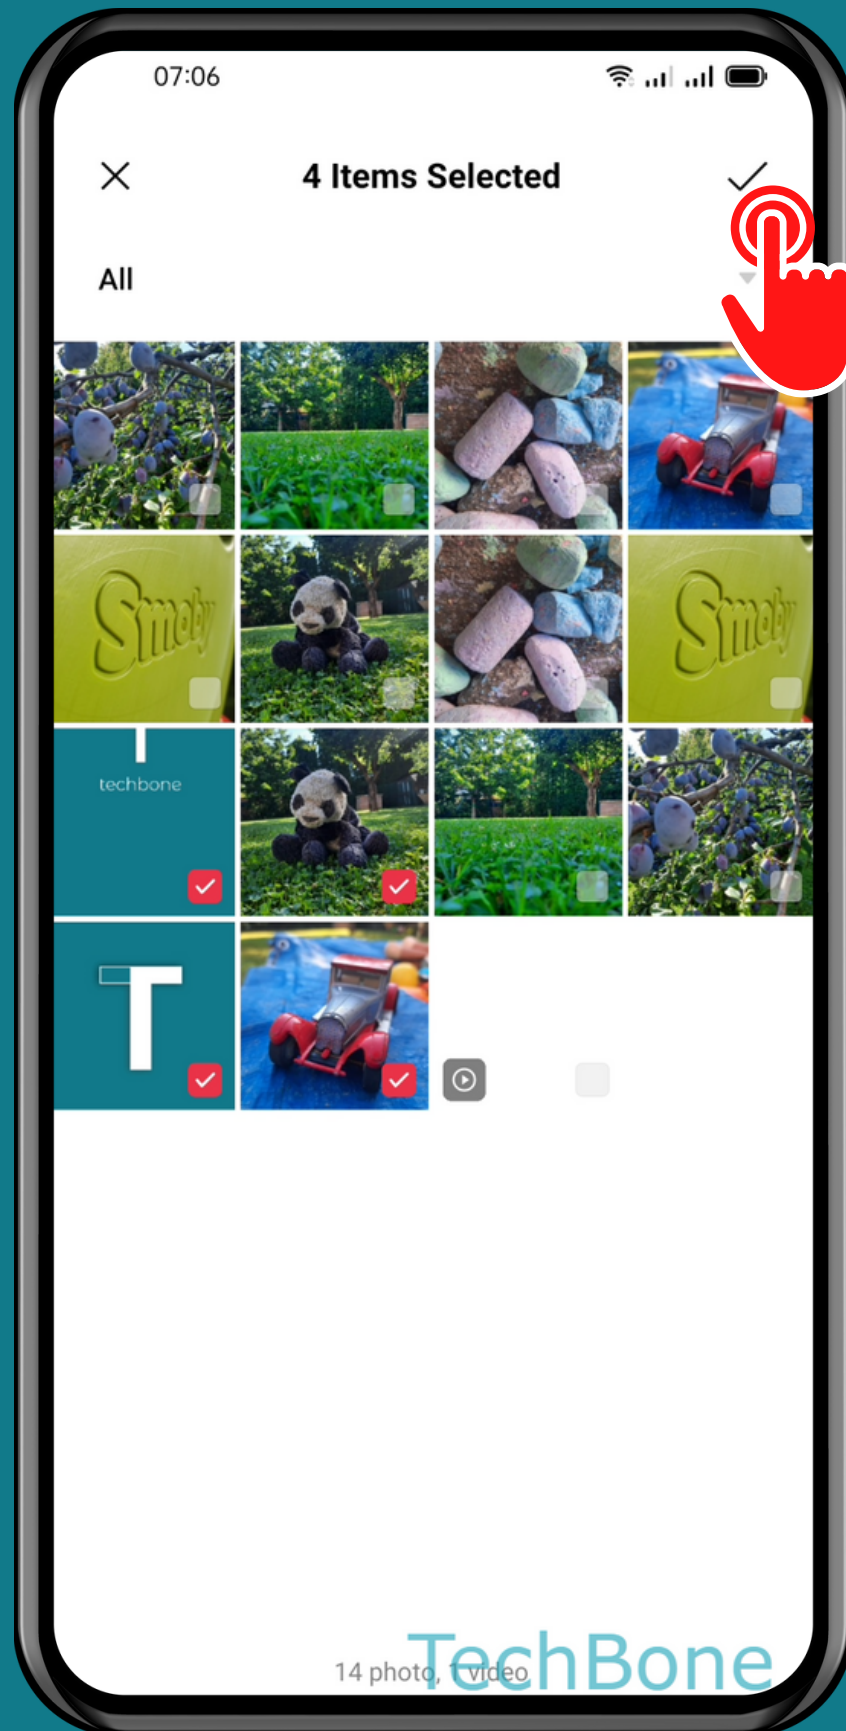 07:06
4 Items Selected
All
Smoby
Smoby
techbone
T
14 photo, 1 video
TechBone